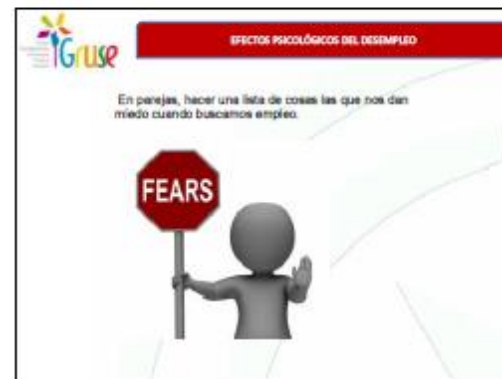 Gruse
EFECTOS PSICOLÓGICOS DEL DESEMPLEO
En parejas, hacer una lista de cosas las que nos dan
miedo cuando buscamos empleo.
FEARS